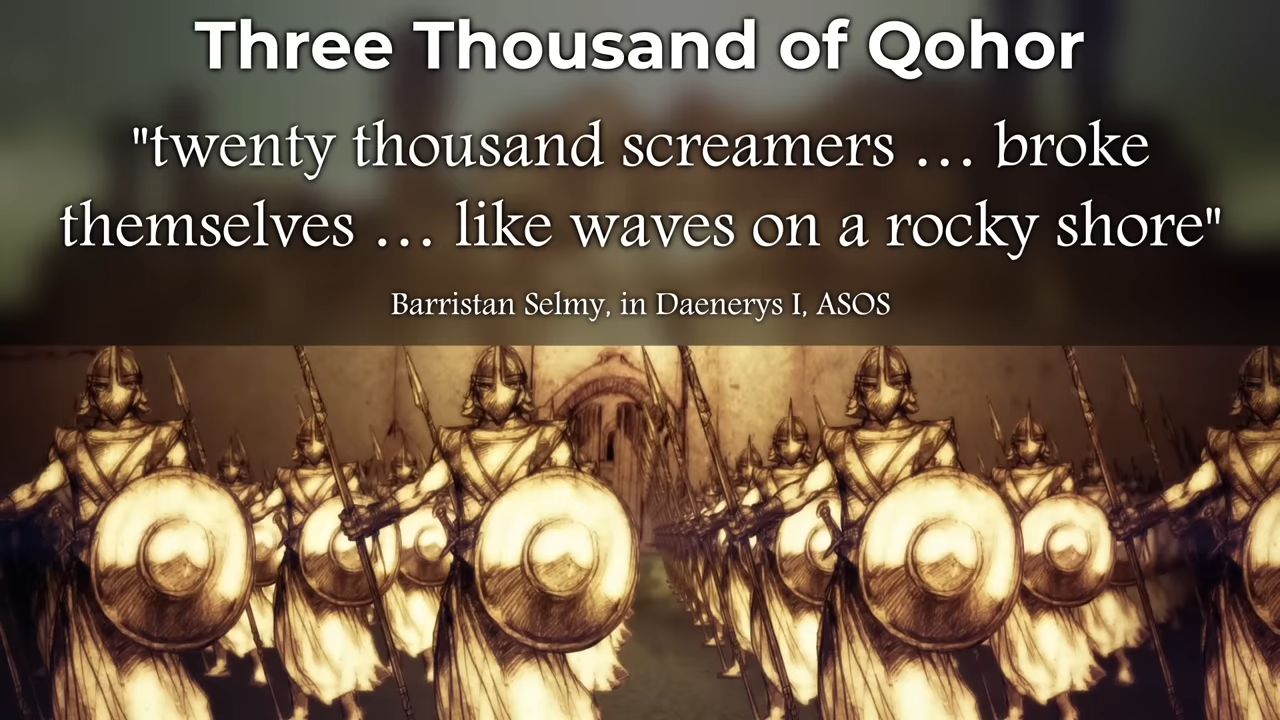 Three Thousand of Qohor
"twenty thousand screamers … broke
themselves … like waves on a rocky shore"
Barristan Selmy, in Daenerys I, ASOS